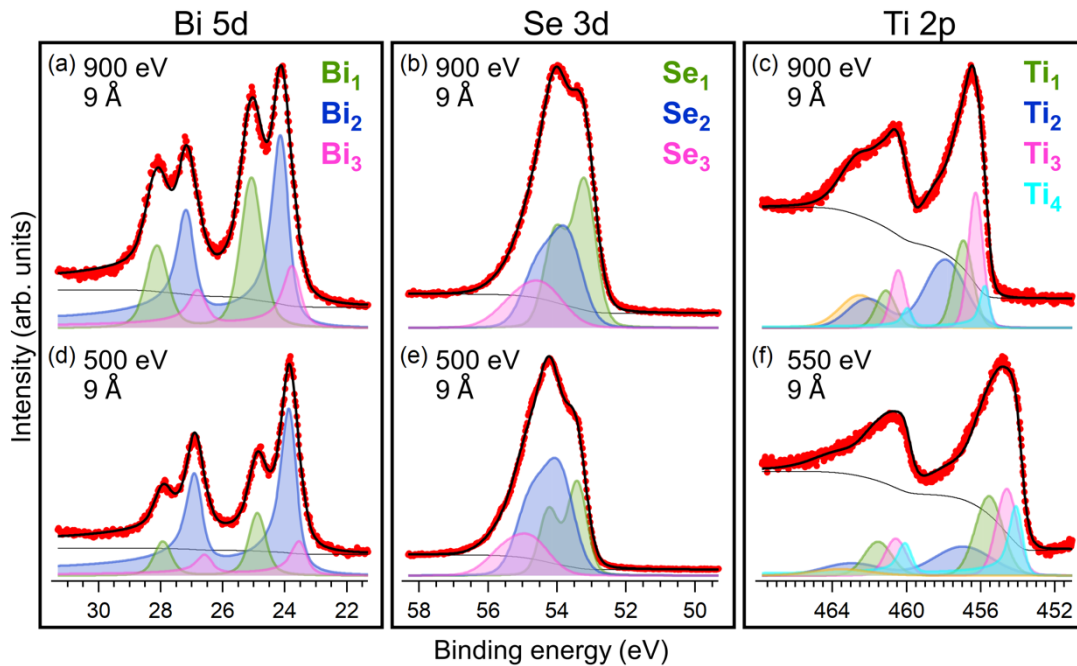 Bi 5d
Se 3d
Ti 2p
Intensity (arb. units)
(a) 900 eV
9 Å
Bi₁
Bi₂
Bi₃
(b) 900 eV
9 Å
Se₁
Se₂
Se₃
(c) 900 eV
9 Å
Ti₁
Ti₂
Ti₃
Ti₄
(d) 500 eV
9 Å
(e) 500 eV
9 Å
(f) 550 eV
9 Å
30 28 26 24 22
58 56 54 52 50
464 460 456 452
Binding energy (eV)